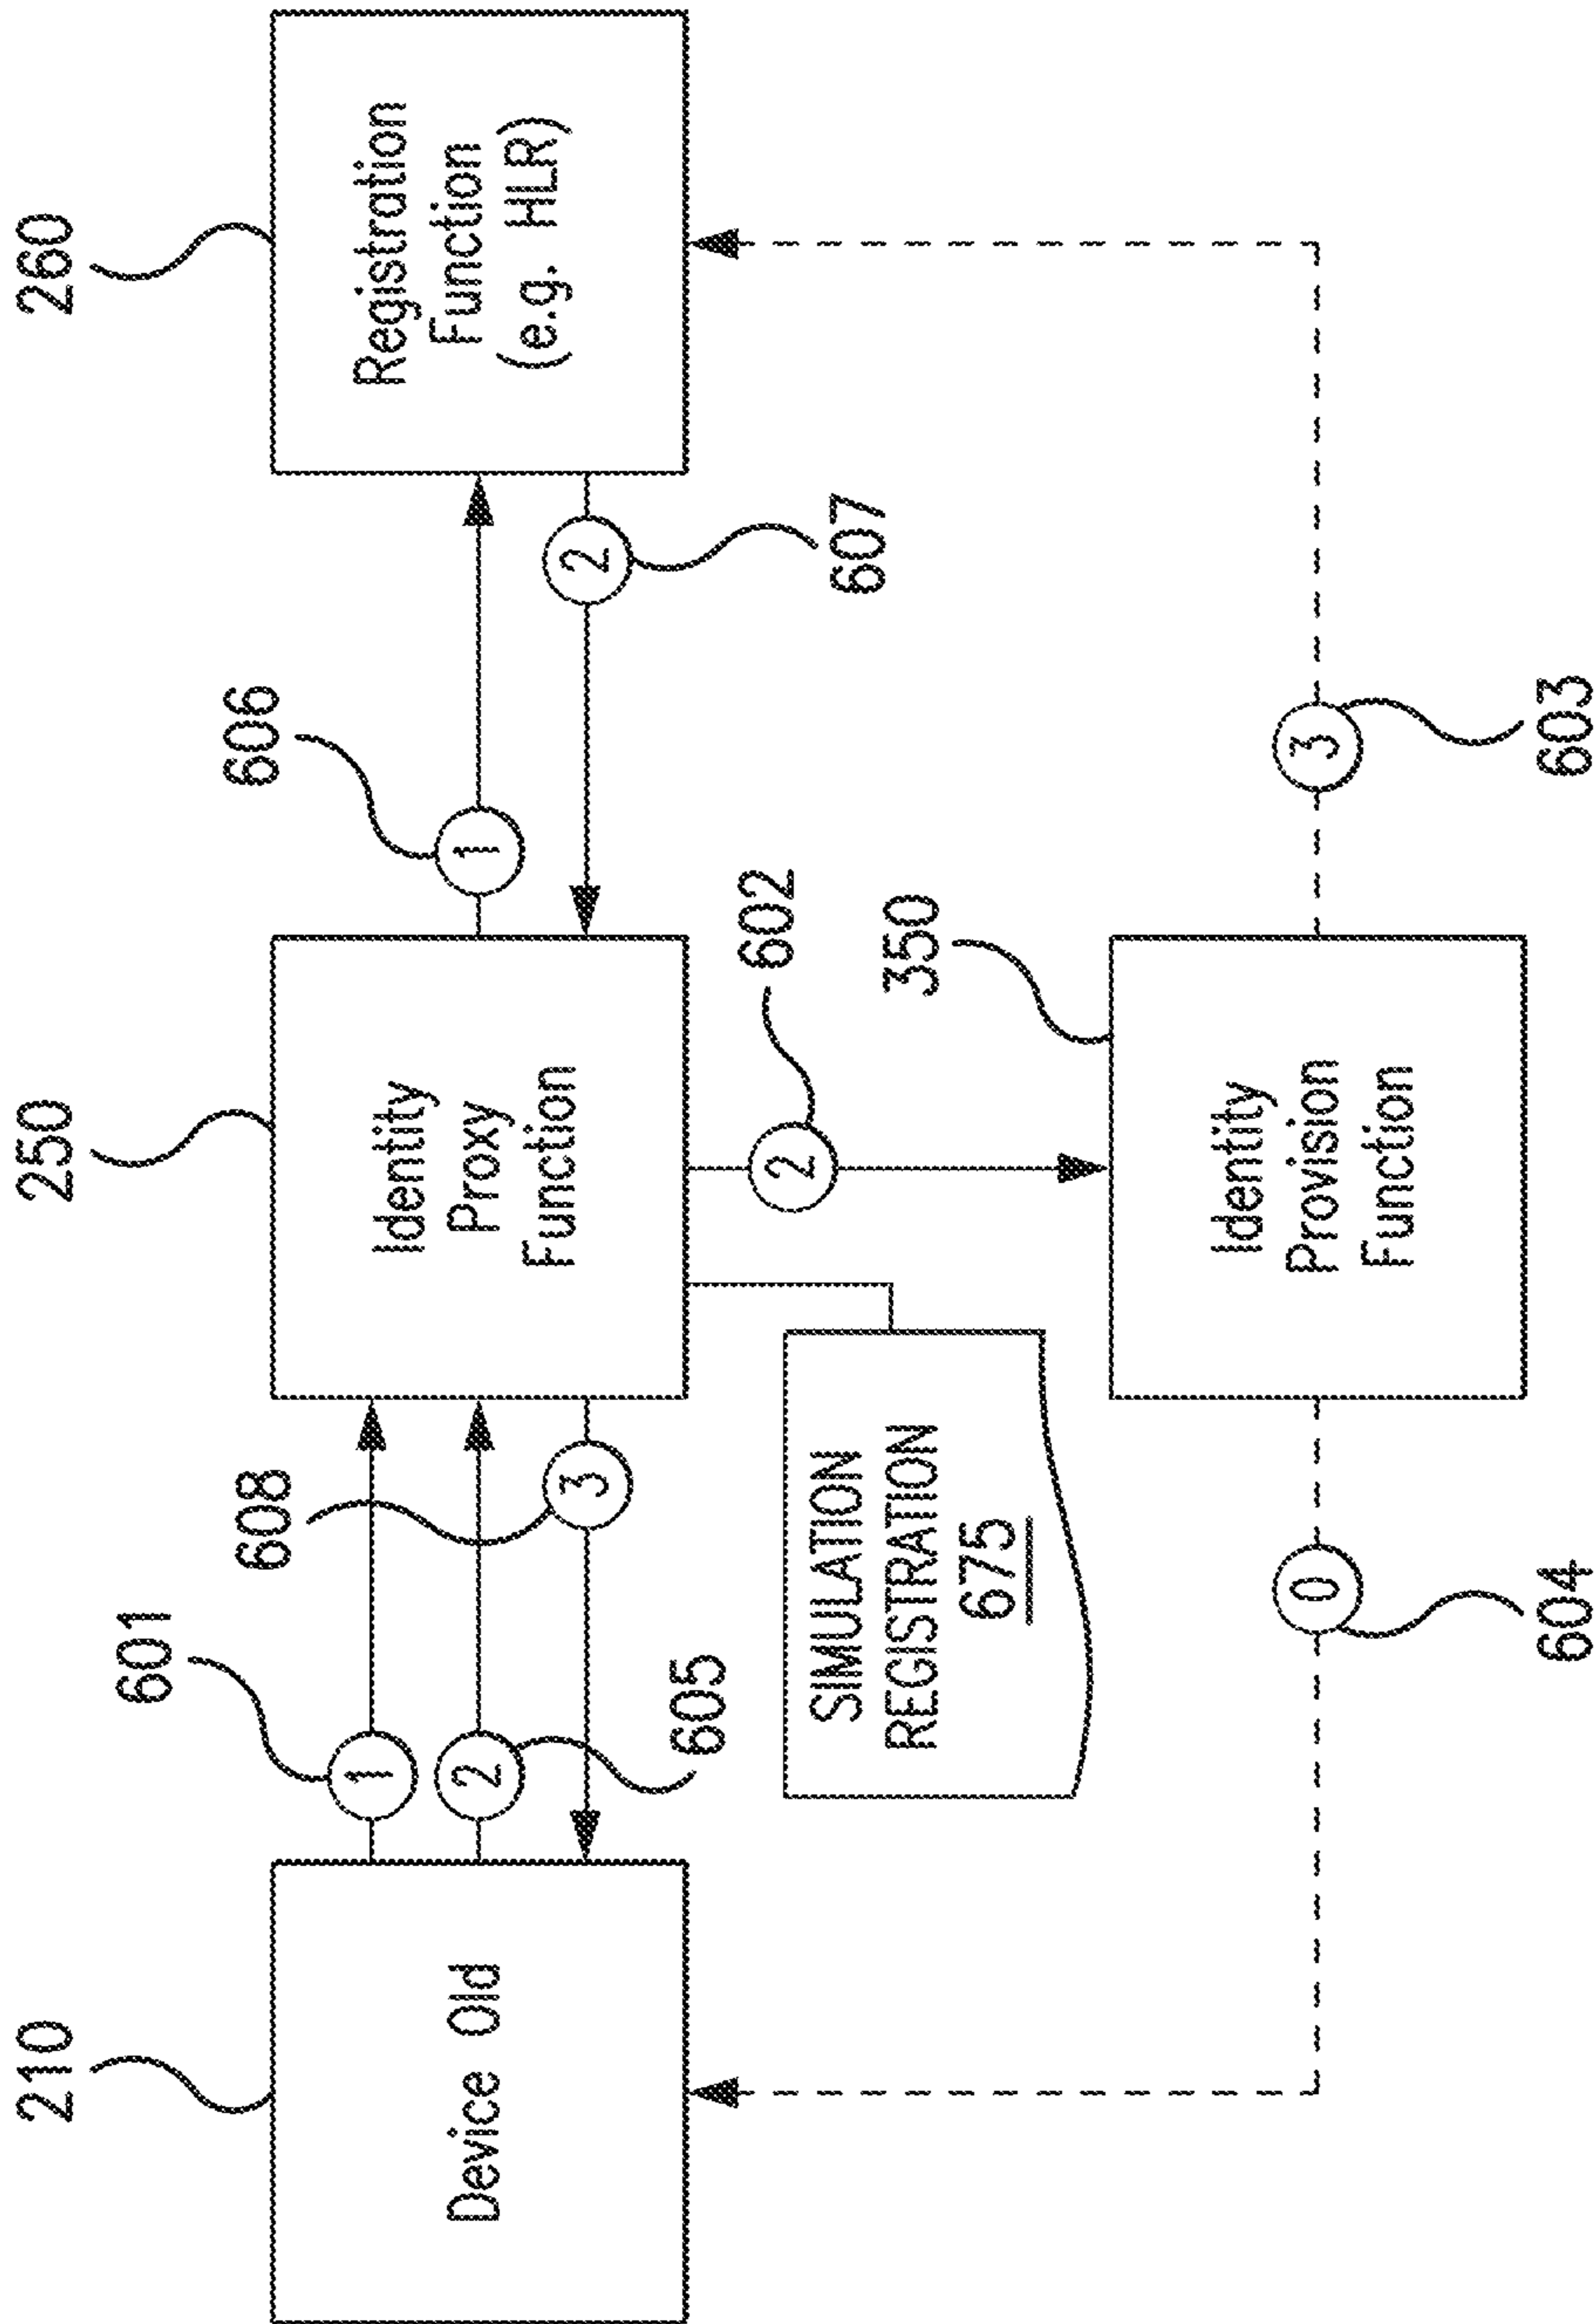 210
250
260
601
608
606
Device Old
1
2
605
3
Identity
Proxy
Function
1
2
607
Registration
Function
(e.g. HLR)
SIMULATION
REGISTRATION
675
2
602
350
0
604
Identity
Provision
Function
3
603